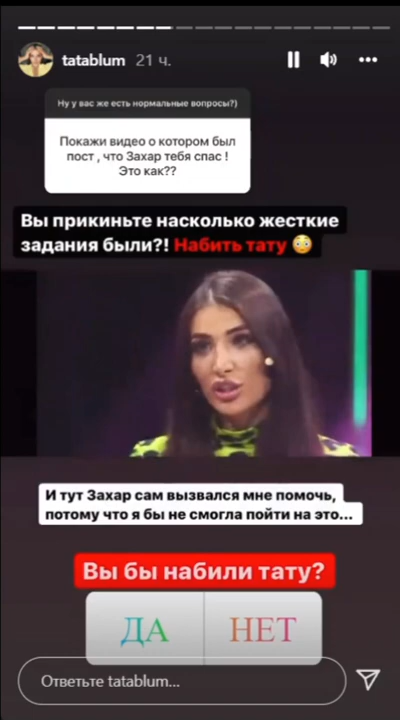 tatablum 21 ч.
Ну у вас же есть нормальные вопросы?)
Покажи видео о котором был
пост , что Захар тебя спас !
Это как??
Вы прикиньте насколько жесткие
задания были?! Набить тату 😳
И тут Захар сам вызвался мне помочь,
потому что я бы не смогла пойти на это...
Вы бы набили тату?
ДА НЕТ
Ответьте tatablum...